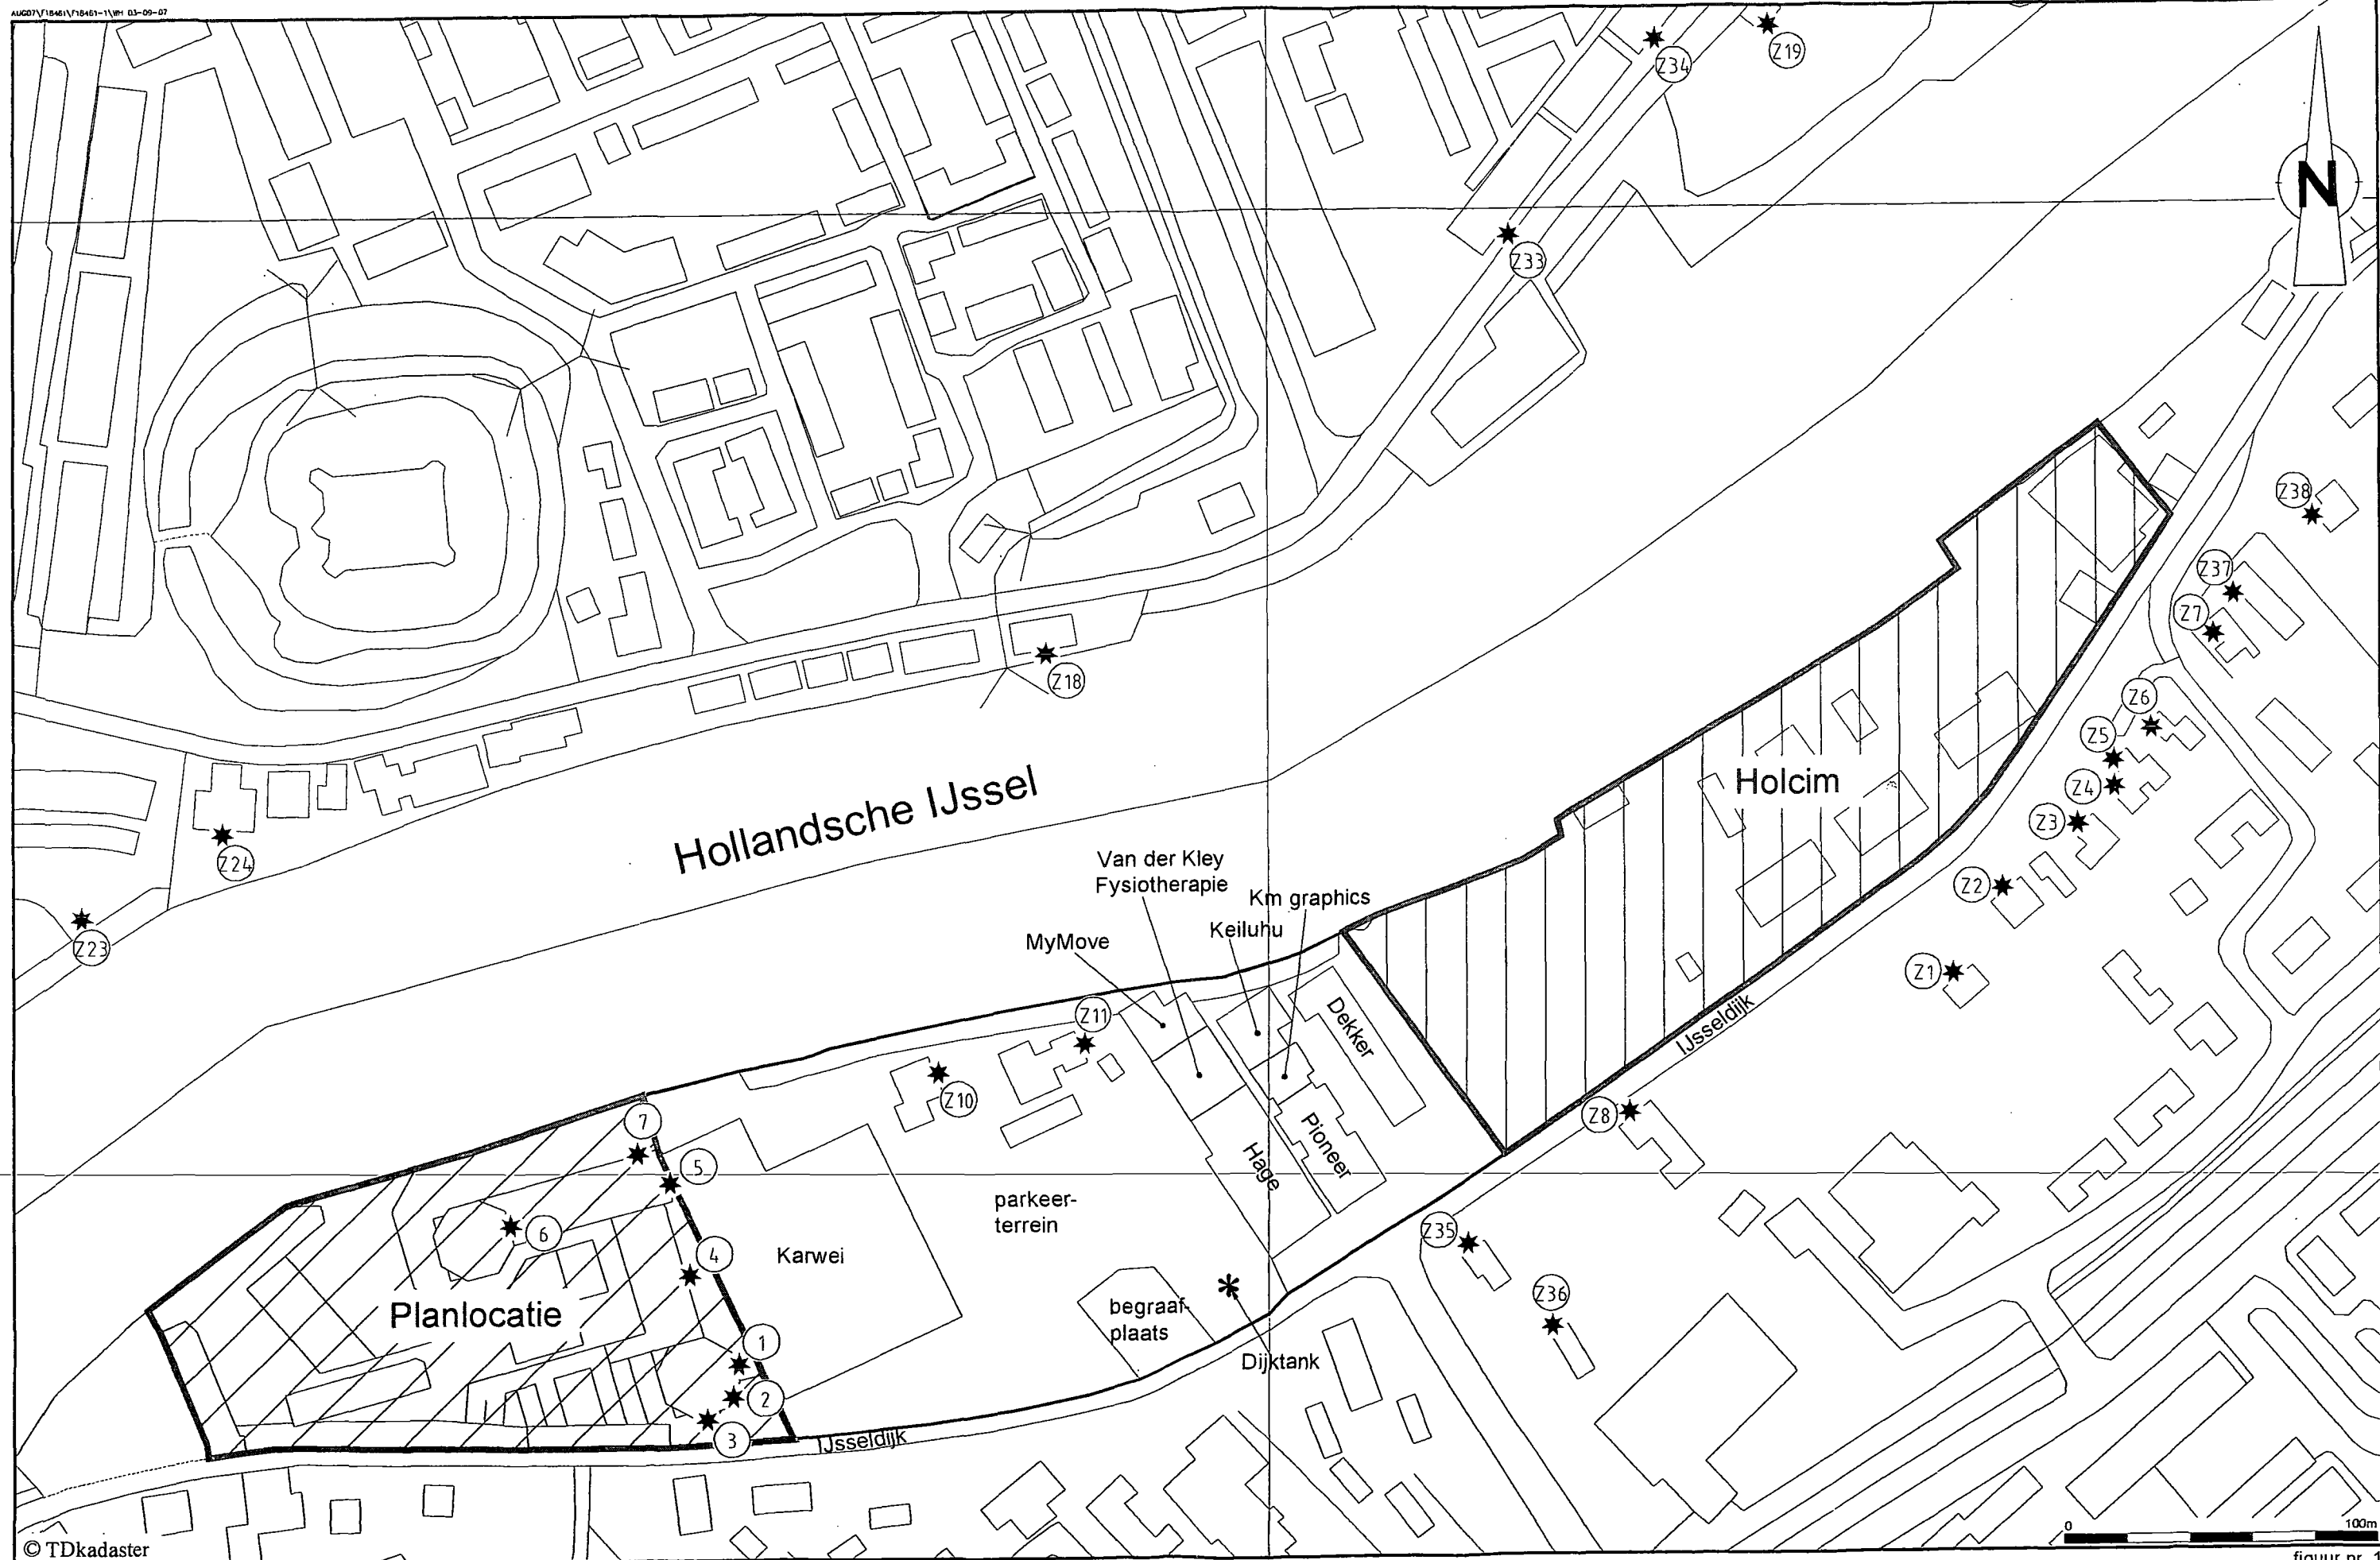 AUG07\F18461\F18461-1\WH 03-09-07
Z34
Z19
N
Z33
Z38
Z37
Z7
Z18
Z6
Z5
Z4
Holcim
Z3
Hollandsche IJssel
Z24
Van der Kley
Fysiotherapie
Km graphics
Z2
Keiluhu
MyMove
Z23
Z1
Z11
Dekker
IJsseldijk
Z10
Z8
7
Pioneer
Hage
5
parkeer-
terrein
6
4
Karwei
Z35
Z36
Planlocatie
begraaf-
plaats
1
Dijktank
2
3
IJsseldijk
0
100m
© TDkadaster